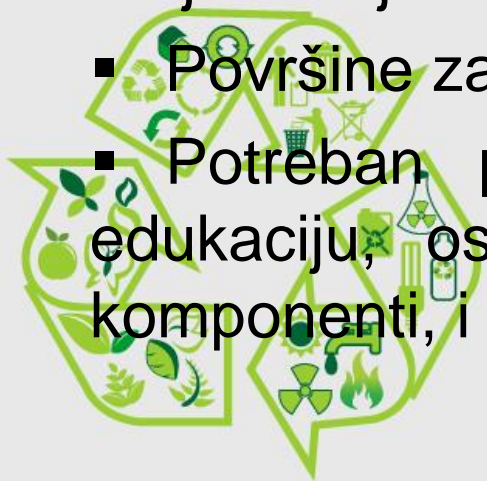 ▪ Površine za
▪ Potreban
edukaciju,
komponenti, i